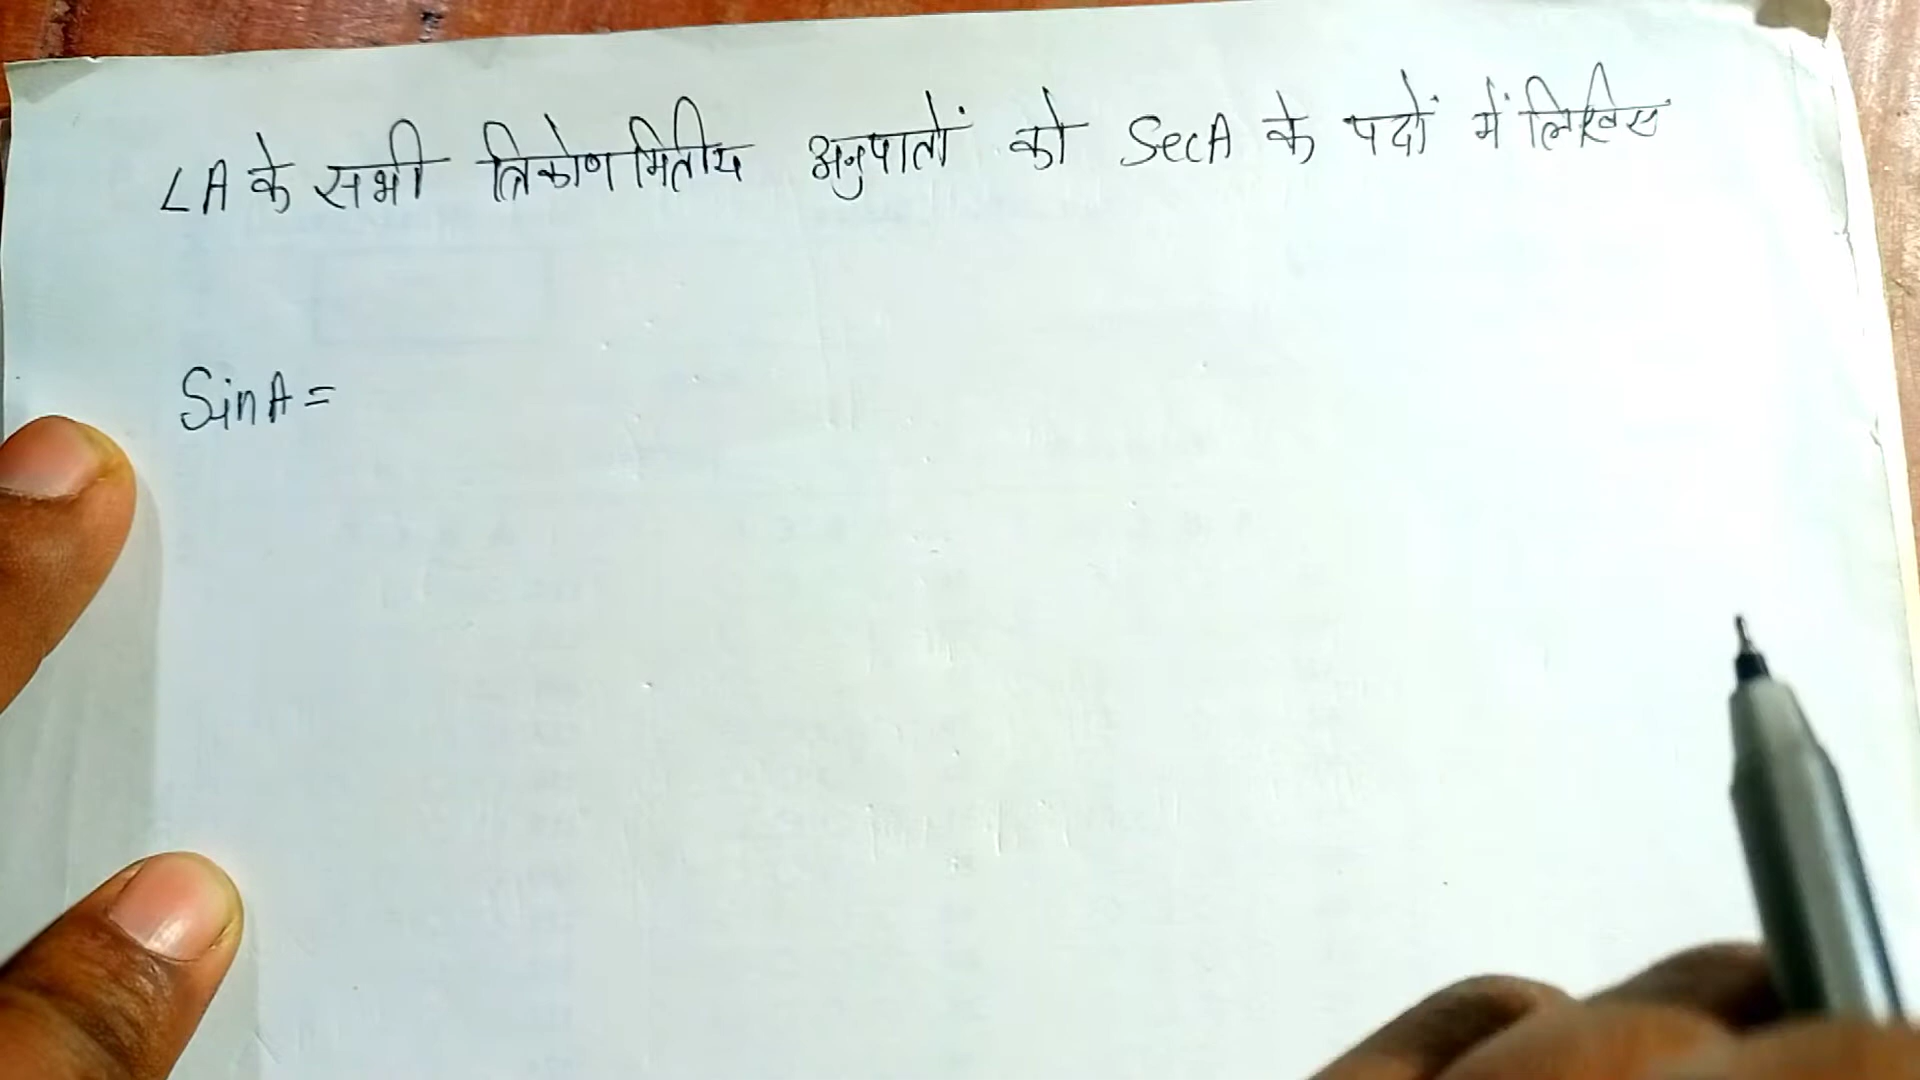 ∠A के सभी त्रिकोणमितीय अनुपातों को SecA के पदों में लिखिए
SinA =